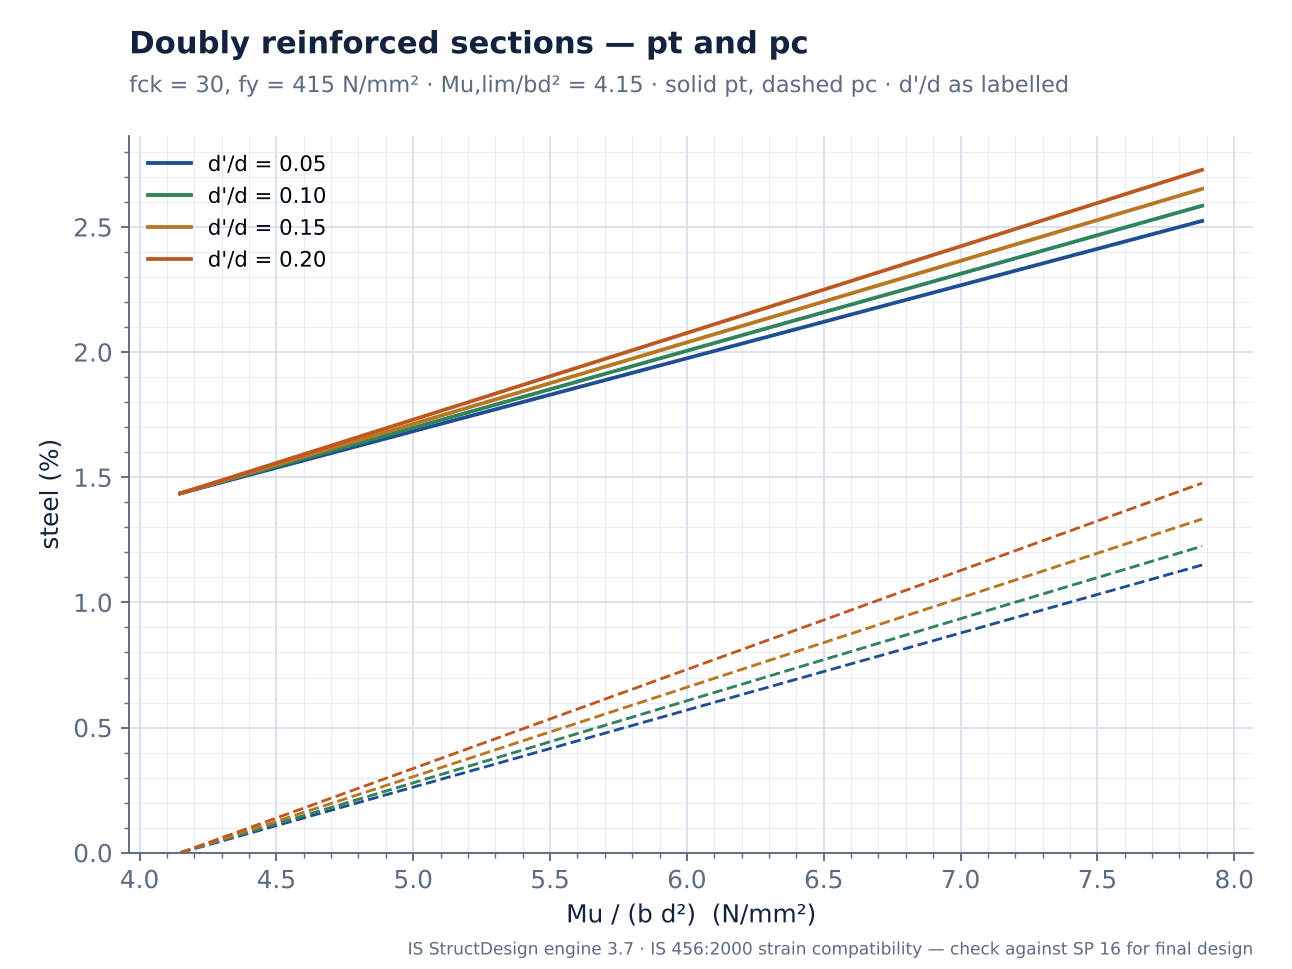 Doubly reinforced sections — pt and pc
fck = 30, fy = 415 N/mm² · Mu,lim/bd² = 4.15 · solid pt, dashed pc · d'/d as labelled
d'/d = 0.05
d'/d = 0.10
d'/d = 0.15
d'/d = 0.20
2.5
2.0
1.5
1.0
0.5
0.0
steel (%)
4.0 4.5 5.0 5.5 6.0 6.5 7.0 7.5 8.0
Mu / (b d²) (N/mm²)
IS StructDesign engine 3.7 · IS 456:2000 strain compatibility — check against SP 16 for final design